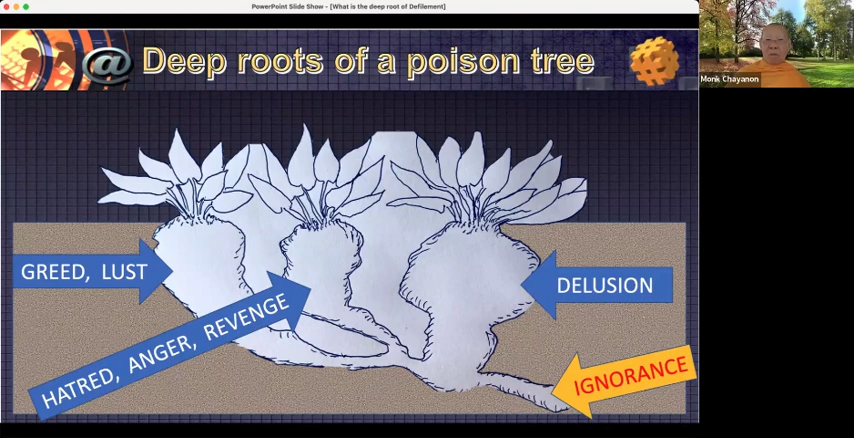 PowerPoint Slide Show - [What is the deep root of Defilement]
@ Deep roots of a poison tree
Monk Chayanon
GREED, LUST
HATRED, ANGER, REVENGE
DELUSION
IGNORANCE